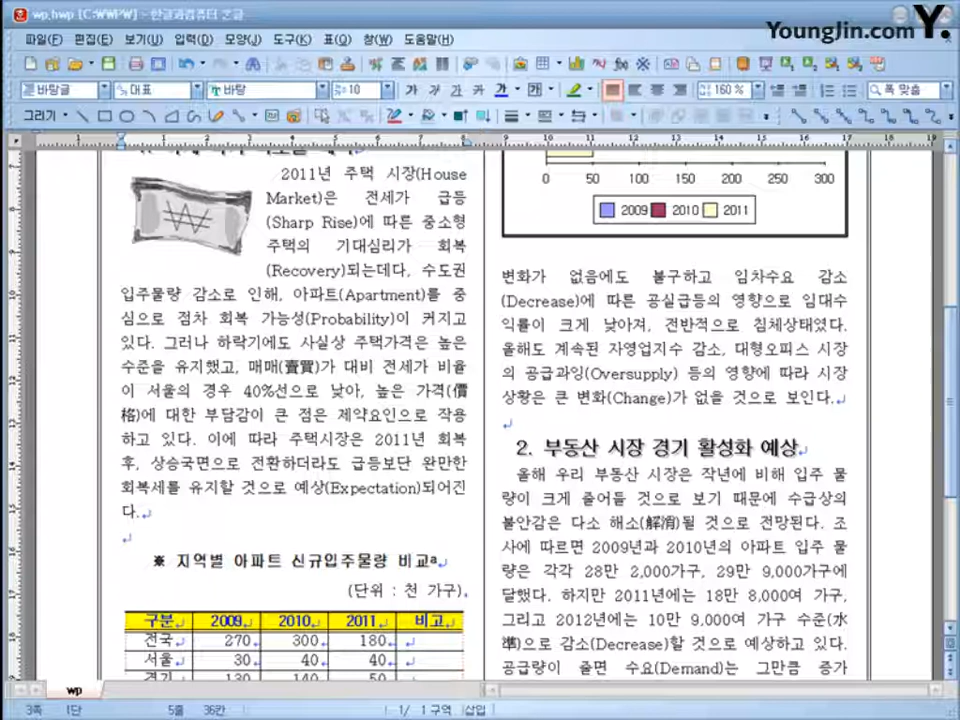 wp.hwp [C:\WWPW] - 한글과컴퓨터 한글
YoungJin.com Y.
파일(F) 편집(E) 보기(U) 입력(D) 모양(J) 도구(K) 표(Q) 창(W) 도움말(H)
바탕글 대표 바탕 10 가 가 가 가 가 가 160 % 폭 맞춤
그리기
8 9 10 11 12 13 14 15 16 17 18 19
2011년 주택 시장(House
Market)은 전세가 급등
(Sharp Rise)에 따른 중소형
주택의 기대심리가 회복
(Recovery)되는데다, 수도권
입주물량 감소로 인해, 아파트(Apartment)를 중
심으로 점차 회복 가능성(Probability)이 커지고
있다. 그러나 하락기에도 사실상 주택가격은 높은
수준을 유지했고, 매매(賣買)가 대비 전세가 비율
이 서울의 경우 40%선으로 낮아, 높은 가격(價
格)에 대한 부담감이 큰 점은 제약요인으로 작용
하고 있다. 이에 따라 주택시장은 2011년 회복
후, 상승국면으로 전환하더라도 급등보단 완만한
회복세를 유지할 것으로 예상(Expectation)되어진
다.
※ 지역별 아파트 신규입주물량 비교a
(단위 : 천 가구)
구분 2009 2010 2011 비고
전국 270 300 180
서울 30 40 40
경기 130 140 50
0 50 100 150 200 250 300
2009 2010 2011
변화가 없음에도 불구하고 임차수요 감소
(Decrease)에 따른 공실급등의 영향으로 임대수
익률이 크게 낮아져, 전반적으로 침체상태였다.
올해도 계속된 자영업지수 감소, 대형오피스 시장
의 공급과잉(Oversupply) 등의 영향에 따라 시장
상황은 큰 변화(Change)가 없을 것으로 보인다.
2. 부동산 시장 경기 활성화 예상
올해 우리 부동산 시장은 작년에 비해 입주 물
량이 크게 줄어들 것으로 보기 때문에 수급상의
불안감은 다소 해소(解消)될 것으로 전망된다. 조
사에 따르면 2009년과 2010년의 아파트 입주 물
량은 각각 28만 2,000가구, 29만 9,000가구에
달했다. 하지만 2011년에는 18만 8,000여 가구,
그리고 2012년에는 10만 9,000여 가구 수준(水
準)으로 감소(Decrease)할 것으로 예상하고 있다.
공급량이 줄면 수요(Demand)는 그만큼 증가
wp
3쪽 1단 5줄 36칸 1/ 1 구역 삽입